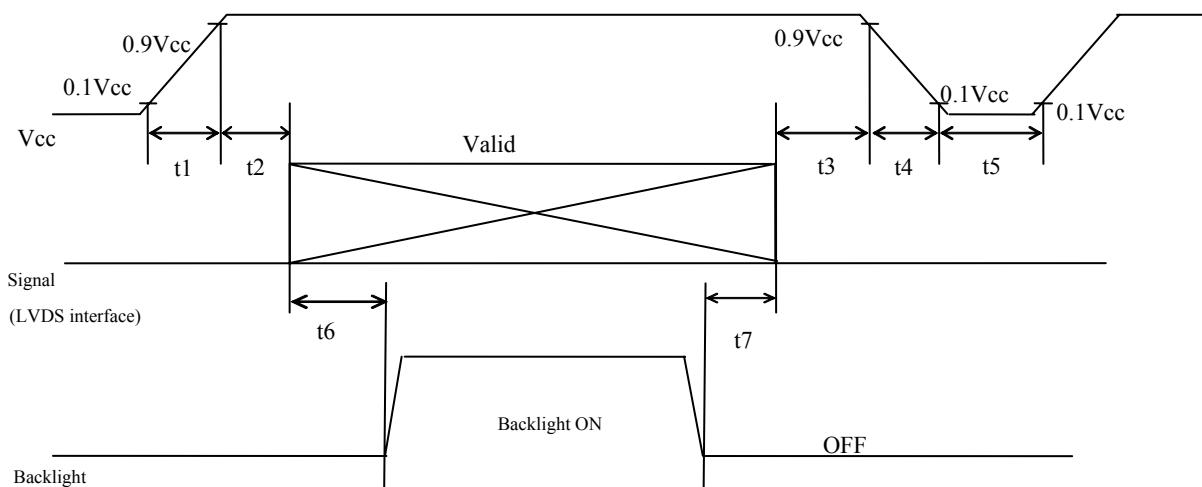 0.9Vcc
0.9Vcc
0.1Vcc
0.1Vcc
0.1Vcc
Vcc
Valid
t1
t2
t3
t4
t5
Signal
(LVDS interface)
t6
t7
Backlight ON
OFF
Backlight